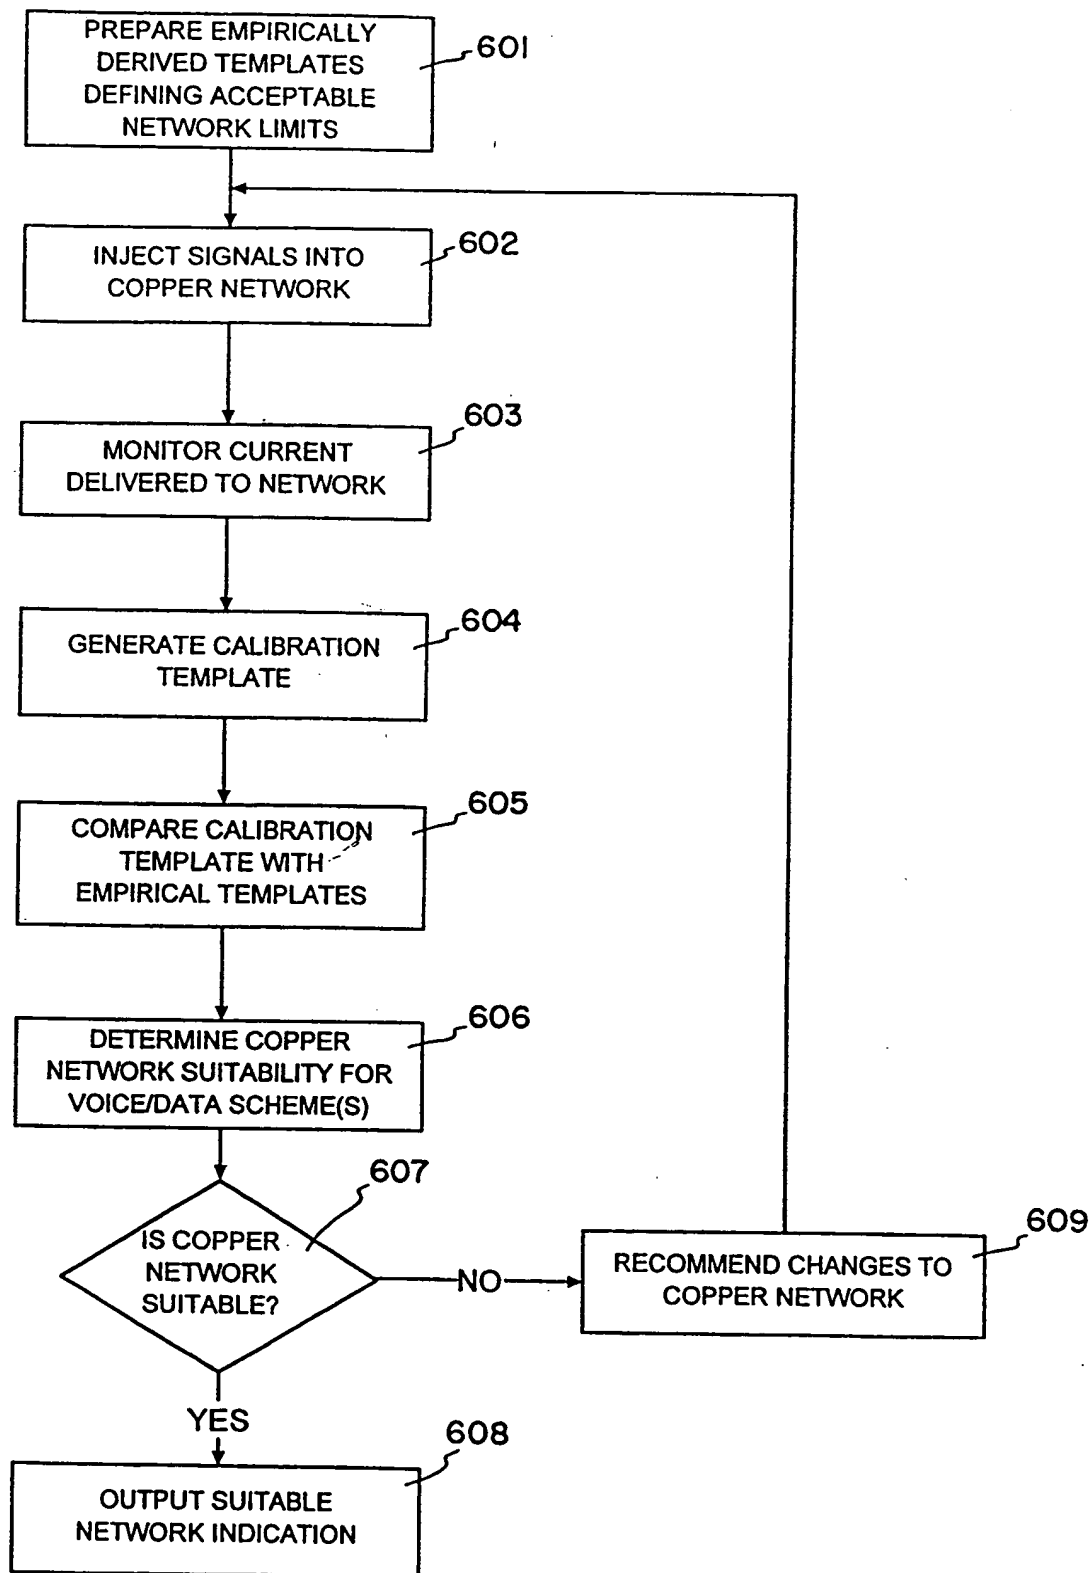 PREPARE EMPIRICALLY
DERIVED TEMPLATES
DEFINING ACCEPTABLE
NETWORK LIMITS
601
INJECT SIGNALS INTO
COPPER NETWORK
602
MONITOR CURRENT
DELIVERED TO NETWORK
603
GENERATE CALIBRATION
TEMPLATE
604
COMPARE CALIBRATION
TEMPLATE WITH
EMPIRICAL TEMPLATES
605
DETERMINE COPPER
NETWORK SUITABILITY FOR
VOICE/DATA SCHEME(S)
606
IS COPPER
NETWORK
SUITABLE?
607
NO
RECOMMEND CHANGES TO
COPPER NETWORK
609
YES
OUTPUT SUITABLE
NETWORK INDICATION
608